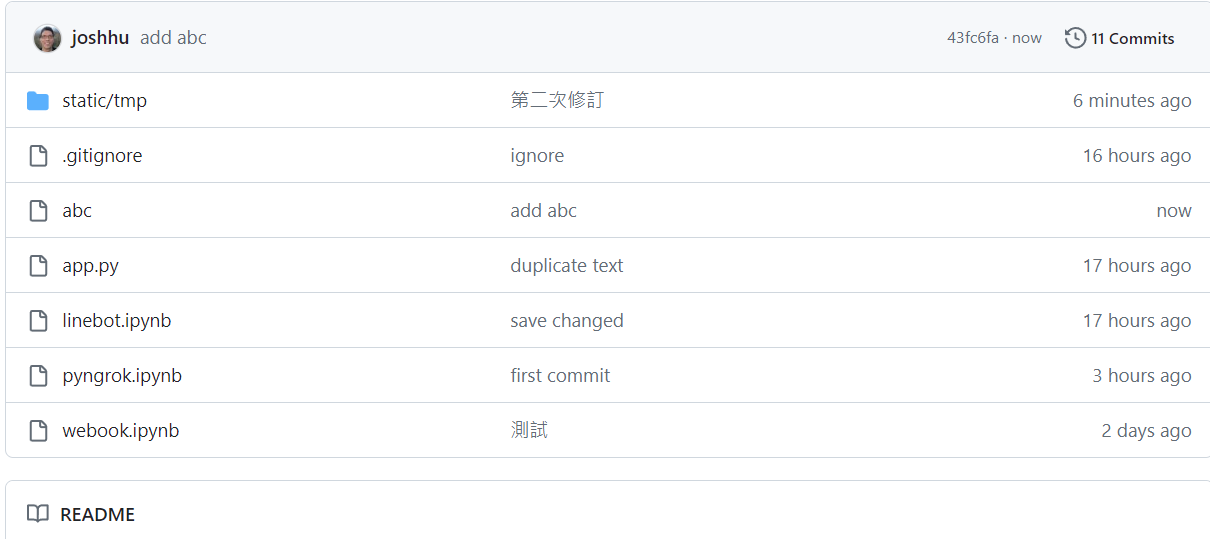 joshhu add abc 43fc6fa · now 11 Commits
static/tmp 第二次修訂 6 minutes ago
.gitignore ignore 16 hours ago
abc add abc now
app.py duplicate text 17 hours ago
linebot.ipynb save changed 17 hours ago
pyngrok.ipynb first commit 3 hours ago
webook.ipynb 測試 2 days ago
README